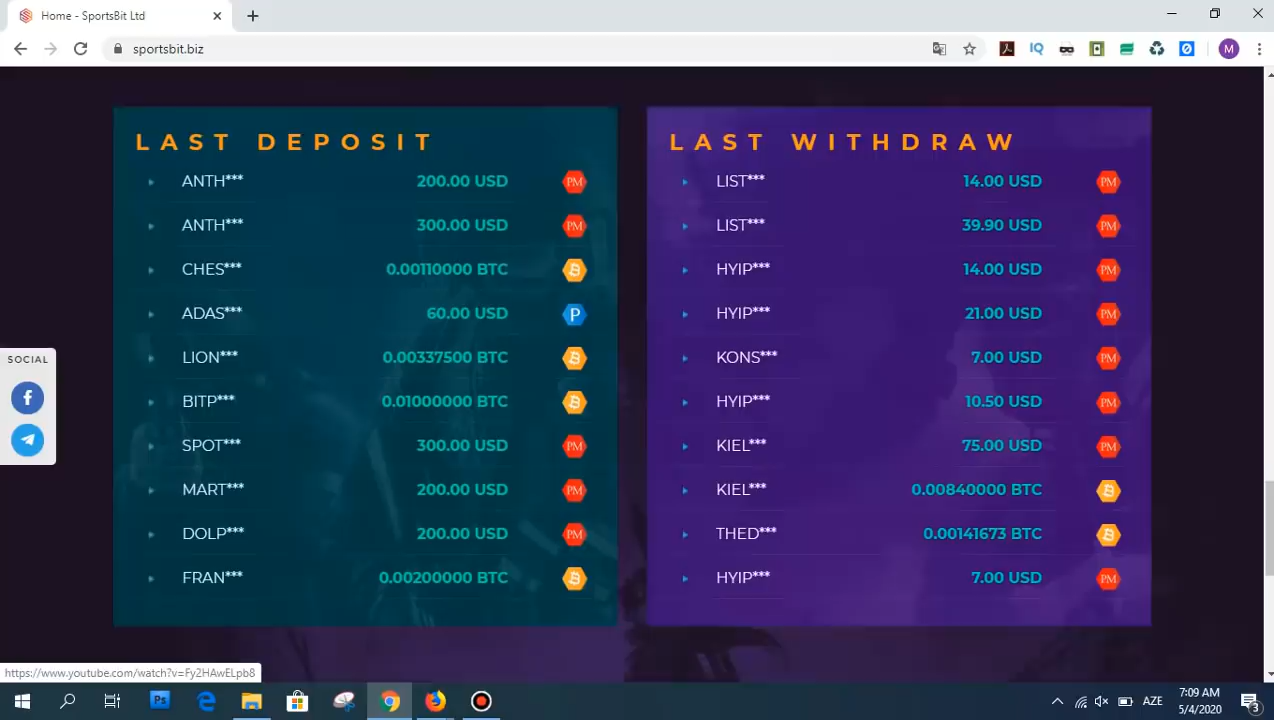 Home - SportsBit Ltd
sportsbit.biz
IQ
M
LAST DEPOSIT
ANTH*** 200.00 USD PM
ANTH*** 300.00 USD PM
CHES*** 0.00110000 BTC
ADAS*** 60.00 USD P
LION*** 0.00337500 BTC
BITP*** 0.01000000 BTC
SPOT*** 300.00 USD PM
MART*** 200.00 USD PM
DOLP*** 200.00 USD PM
FRAN*** 0.00200000 BTC
LAST WITHDRAW
LIST*** 14.00 USD PM
LIST*** 39.90 USD PM
HYIP*** 14.00 USD PM
HYIP*** 21.00 USD PM
KONS*** 7.00 USD PM
HYIP*** 10.50 USD PM
KIEL*** 75.00 USD PM
KIEL*** 0.00840000 BTC
THED*** 0.00141673 BTC
HYIP*** 7.00 USD PM
SOCIAL
https://www.youtube.com/watch?v=Fy2HAwELpb8
Ps
AZE
7:09 AM
5/4/2020
3